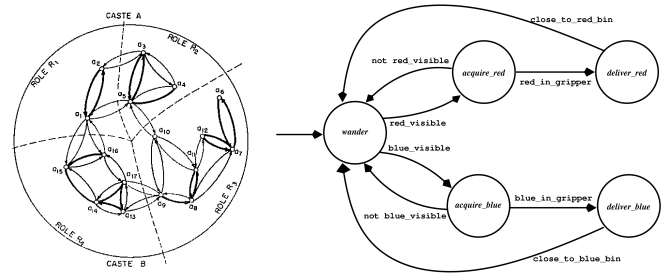 CASTE A
ROLE R1
ROLE R2
a3
a2
a4
a5
a6
a1
a10
a12
a7
a16
a11
a15
a17
a14
a13
a9
a8
ROLE R3
CASTE B
close_to_red_bin
not red_visible
acquire_red
deliver_red
red_in_gripper
wander
red_visible
blue_visible
acquire_blue
blue_in_gripper
deliver_blue
not blue_visible
close_to_blue_bin